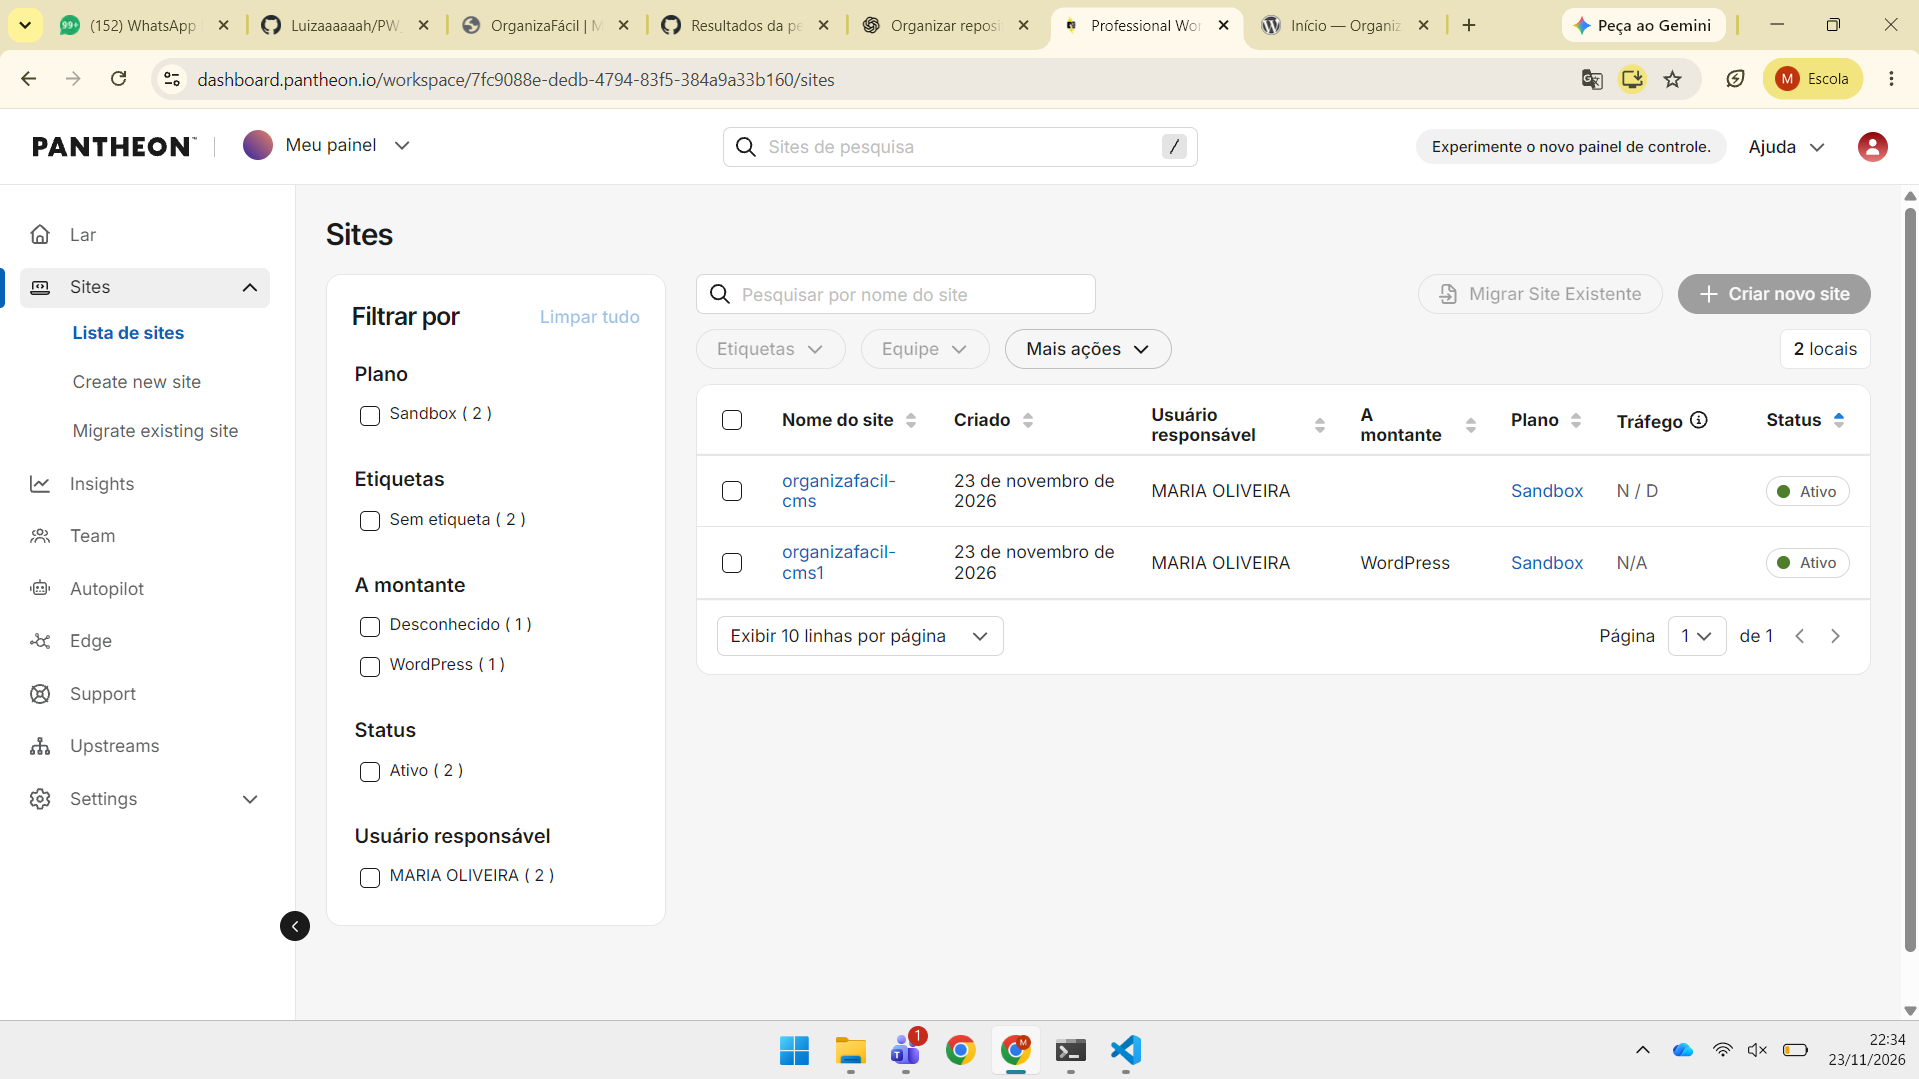 (152) WhatsApp
Luizaaaaaah/PW
OrganizaFácil | M
Resultados da pe
Organizar reposi
Professional Wor
Início — Organiz
Peça ao Gemini
dashboard.pantheon.io/workspace/7fc9088e-dedb-4794-83f5-384a9a33b160/sites
M Escola
PANTHEON
Meu painel
Sites de pesquisa /
Experimente o novo painel de controle.
Ajuda
Lar
Sites
Lista de sites
Create new site
Migrate existing site
Insights
Team
Autopilot
Edge
Support
Upstreams
Settings
Sites
Filtrar por
Limpar tudo
Plano
Sandbox ( 2 )
Etiquetas
Sem etiqueta ( 2 )
A montante
Desconhecido ( 1 )
WordPress ( 1 )
Status
Ativo ( 2 )
Usuário responsável
MARIA OLIVEIRA ( 2 )
Pesquisar por nome do site
Migrar Site Existente
+ Criar novo site
Etiquetas
Equipe
Mais ações
2 locais
Nome do site
Criado
Usuário
responsável
A
montante
Plano
Tráfego
Status
organizafacil-
cms
23 de novembro de
2026
MARIA OLIVEIRA
Sandbox
N / D
Ativo
organizafacil-
cms1
23 de novembro de
2026
MARIA OLIVEIRA
WordPress
Sandbox
N/A
Ativo
Exibir 10 linhas por página
Página 1 de 1
99+
1
M
22:34
23/11/2026